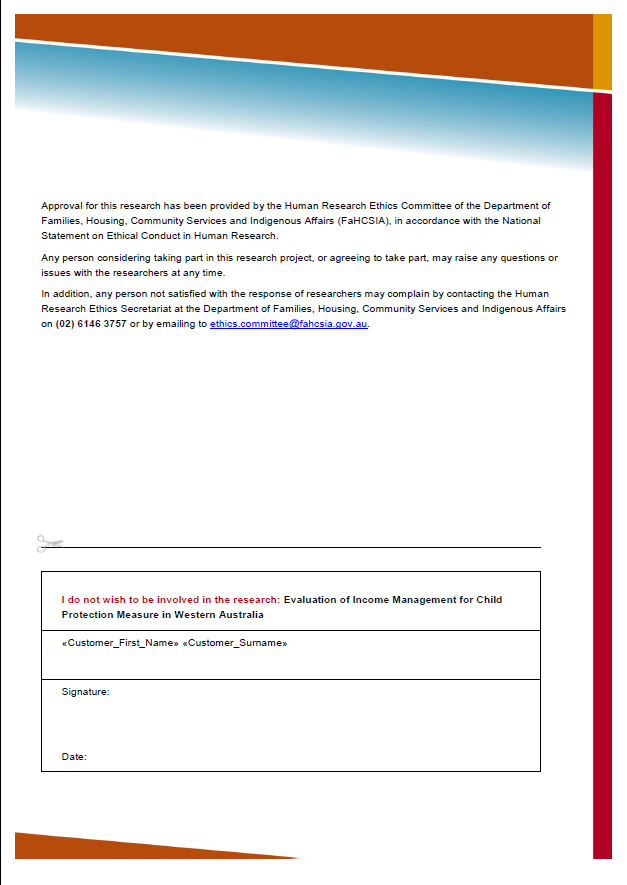 Approval for this research has been provided by the Human Research Ethics Committee of the Department of
Families, Housing, Community Services and Indigenous Affairs (FaHCSIA), in accordance with the National
Statement on Ethical Conduct in Human Research.
Any person considering taking part in this research project, or agreeing to take part, may raise any questions or
issues with the researchers at any time.
In addition, any person not satisfied with the response of researchers may complain by contacting the Human
Research Ethics Secretariat at the Department of Families, Housing, Community Services and Indigenous Affairs
on (02) 6146 3757 or by emailing to ethics.committee@fahcsia.gov.au.
I do not wish to be involved in the research: Evaluation of Income Management for Child
Protection Measure in Western Australia
«Customer_First_Name» «Customer_Surname»
Signature:
Date: